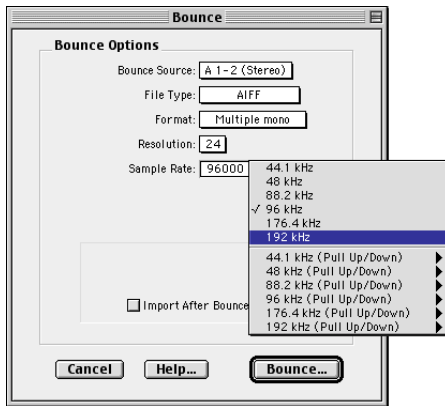 Bounce
Bounce Options
Bounce Source: A 1-2 (Stereo)
File Type: AIFF
Format: Multiple mono
Resolution: 24
Sample Rate: 96000
44.1 kHz
48 kHz
88.2 kHz
✓ 96 kHz
176.4 kHz
192 kHz
44.1 kHz (Pull Up/Down)
48 kHz (Pull Up/Down)
88.2 kHz (Pull Up/Down)
96 kHz (Pull Up/Down)
176.4 kHz (Pull Up/Down)
192 kHz (Pull Up/Down)
Import After Bounce
Cancel Help... Bounce...